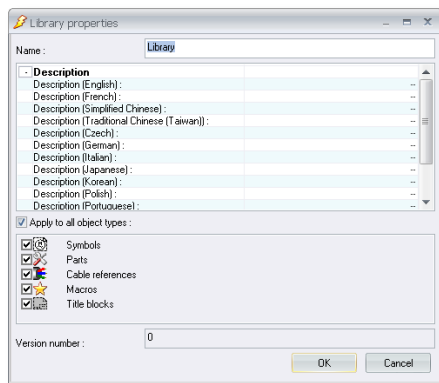 Library properties
Name :
Library
- Description
Description (English) : --
Description (French) : --
Description (Simplified Chinese) : --
Description (Traditional Chinese (Taiwan)) : --
Description (Czech) : --
Description (German) : --
Description (Italian) : --
Description (Japanese) : --
Description (Korean) : --
Description (Polish) : --
Description (Portuguese) : --
Apply to all object types :
Symbols
Parts
Cable references
Macros
Title blocks
Version number :
0
OK
Cancel